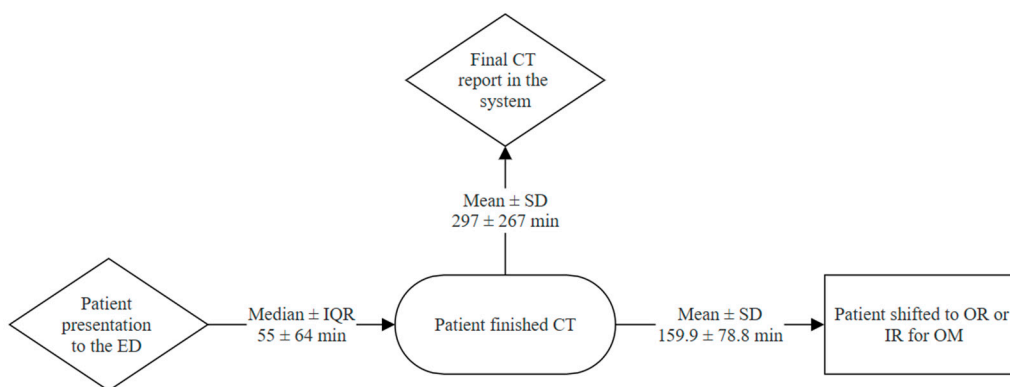 Final CT
report in the
system
Mean ± SD
297 ± 267 min
Patient
presentation
to the ED
Median ± IQR
55 ± 64 min
Patient finished CT
Mean ± SD
159.9 ± 78.8 min
Patient shifted to OR or
IR for OM